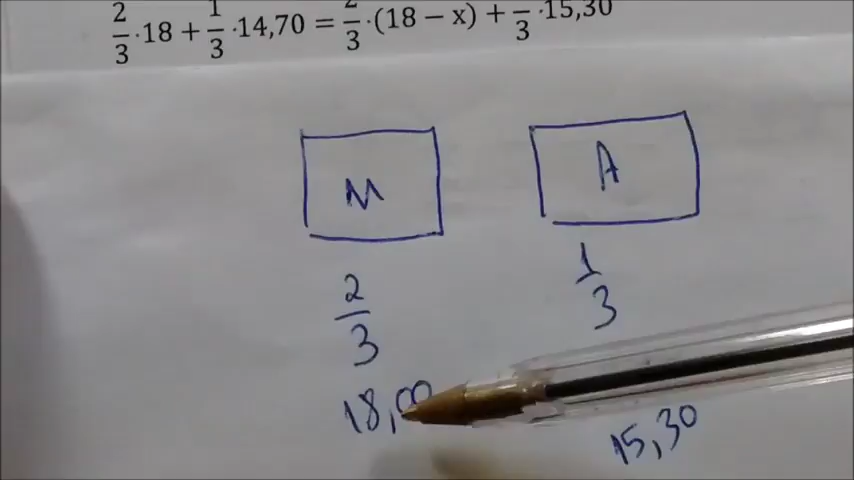 2/3 ·18 + 1/3 ·14,70 = 2/3 ·(18 − x) + /3 ·15,30
M A
2/3 1/3
18,00
15,30